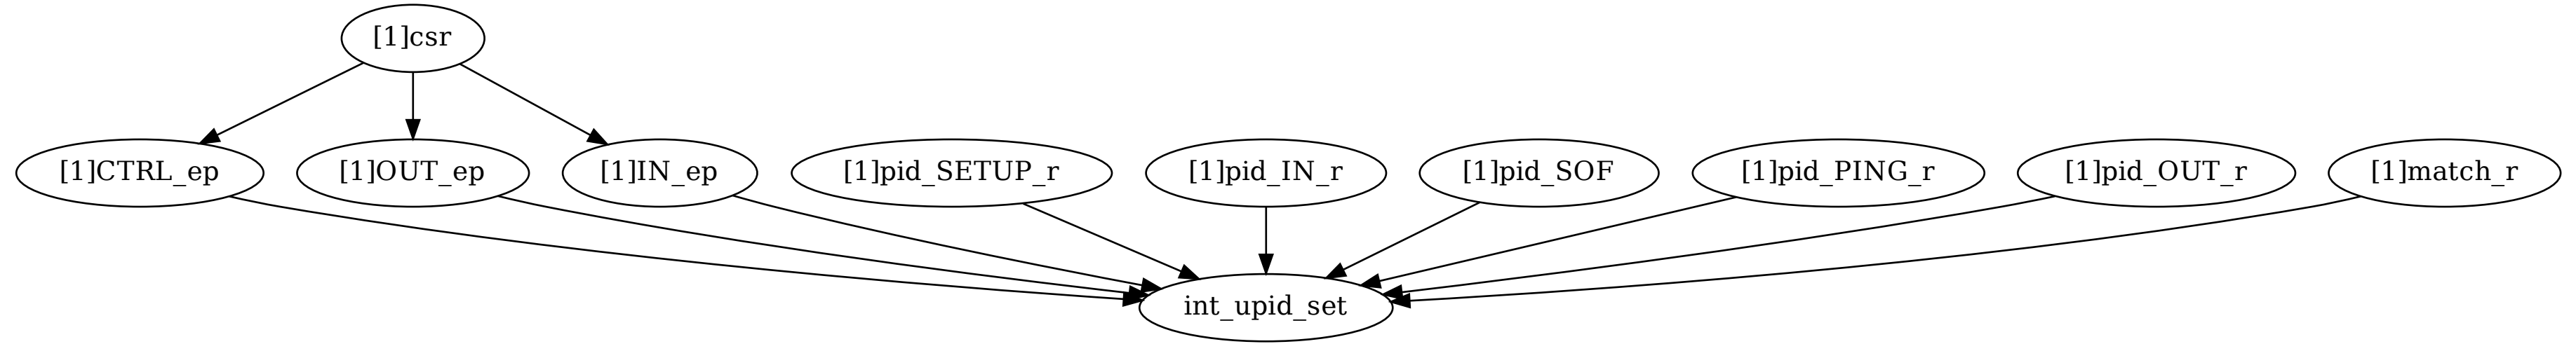 [1]csr
[1]CTRL_ep
[1]OUT_ep
[1]IN_ep
[1]pid_SETUP_r
[1]pid_IN_r
[1]pid_SOF
[1]pid_PING_r
[1]pid_OUT_r
[1]match_r
int_upid_set